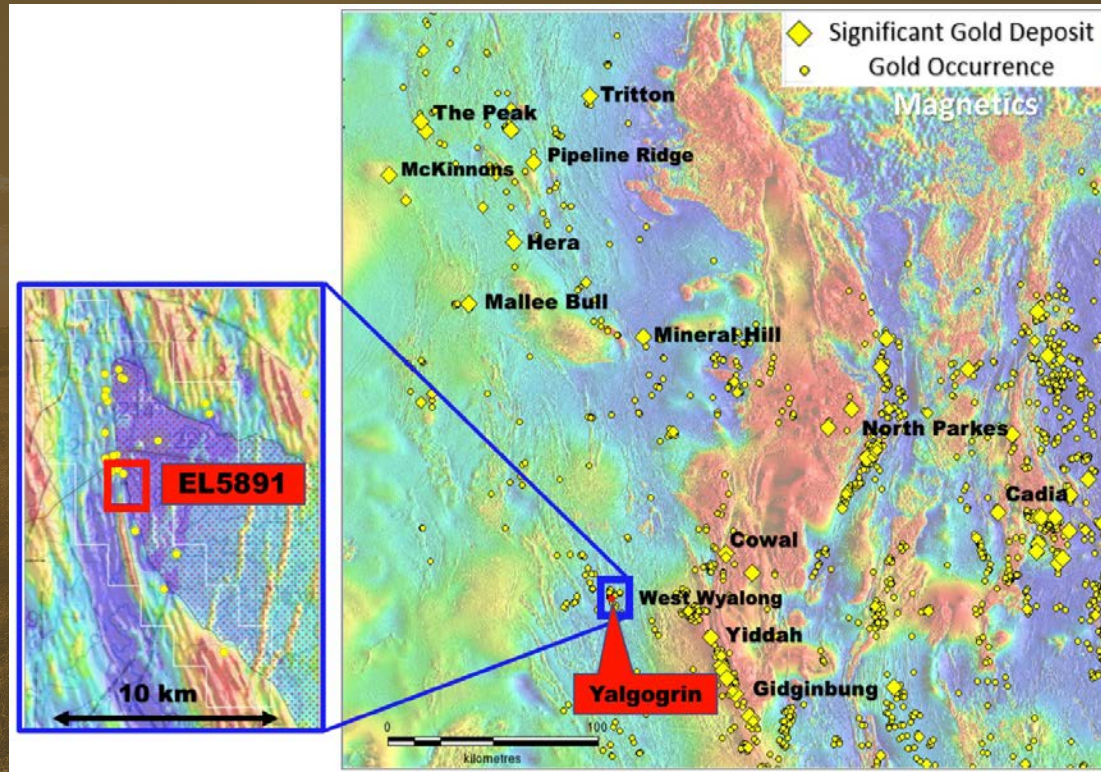 Significant Gold Deposit
Gold Occurrence
Magnetics
Tritton
The Peak
Pipeline Ridge
McKinnons
Hera
Mallee Bull
Mineral Hill
North Parkes
Cadia
EL5891
Cowal
West Wyalong
Yiddah
Yalgogrin
Gidginbung
10 km
0 100
kilometres